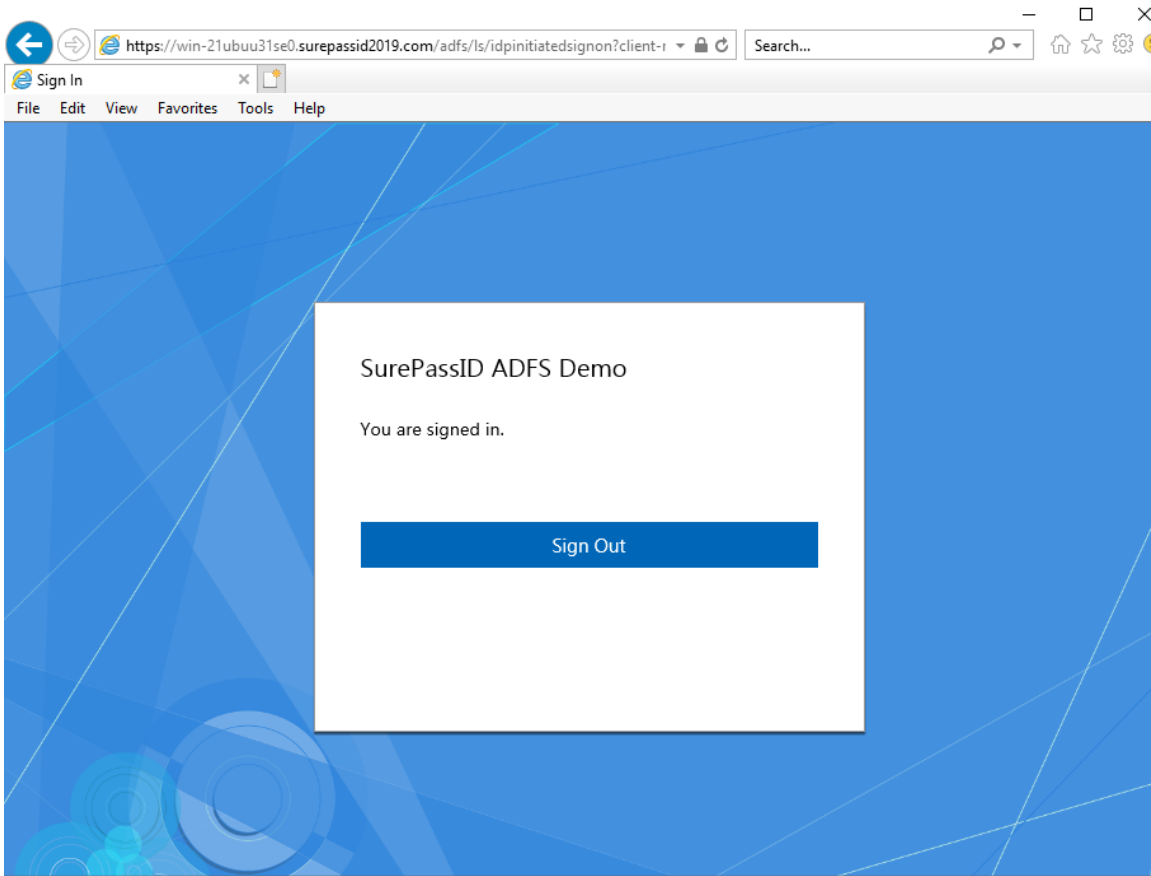 https://win-21ubuu31se0.surepassid2019.com/adfs/ls/idpinitiatedsignon?client-r
Search...
Sign In
File Edit View Favorites Tools Help
SurePassID ADFS Demo
You are signed in.
Sign Out